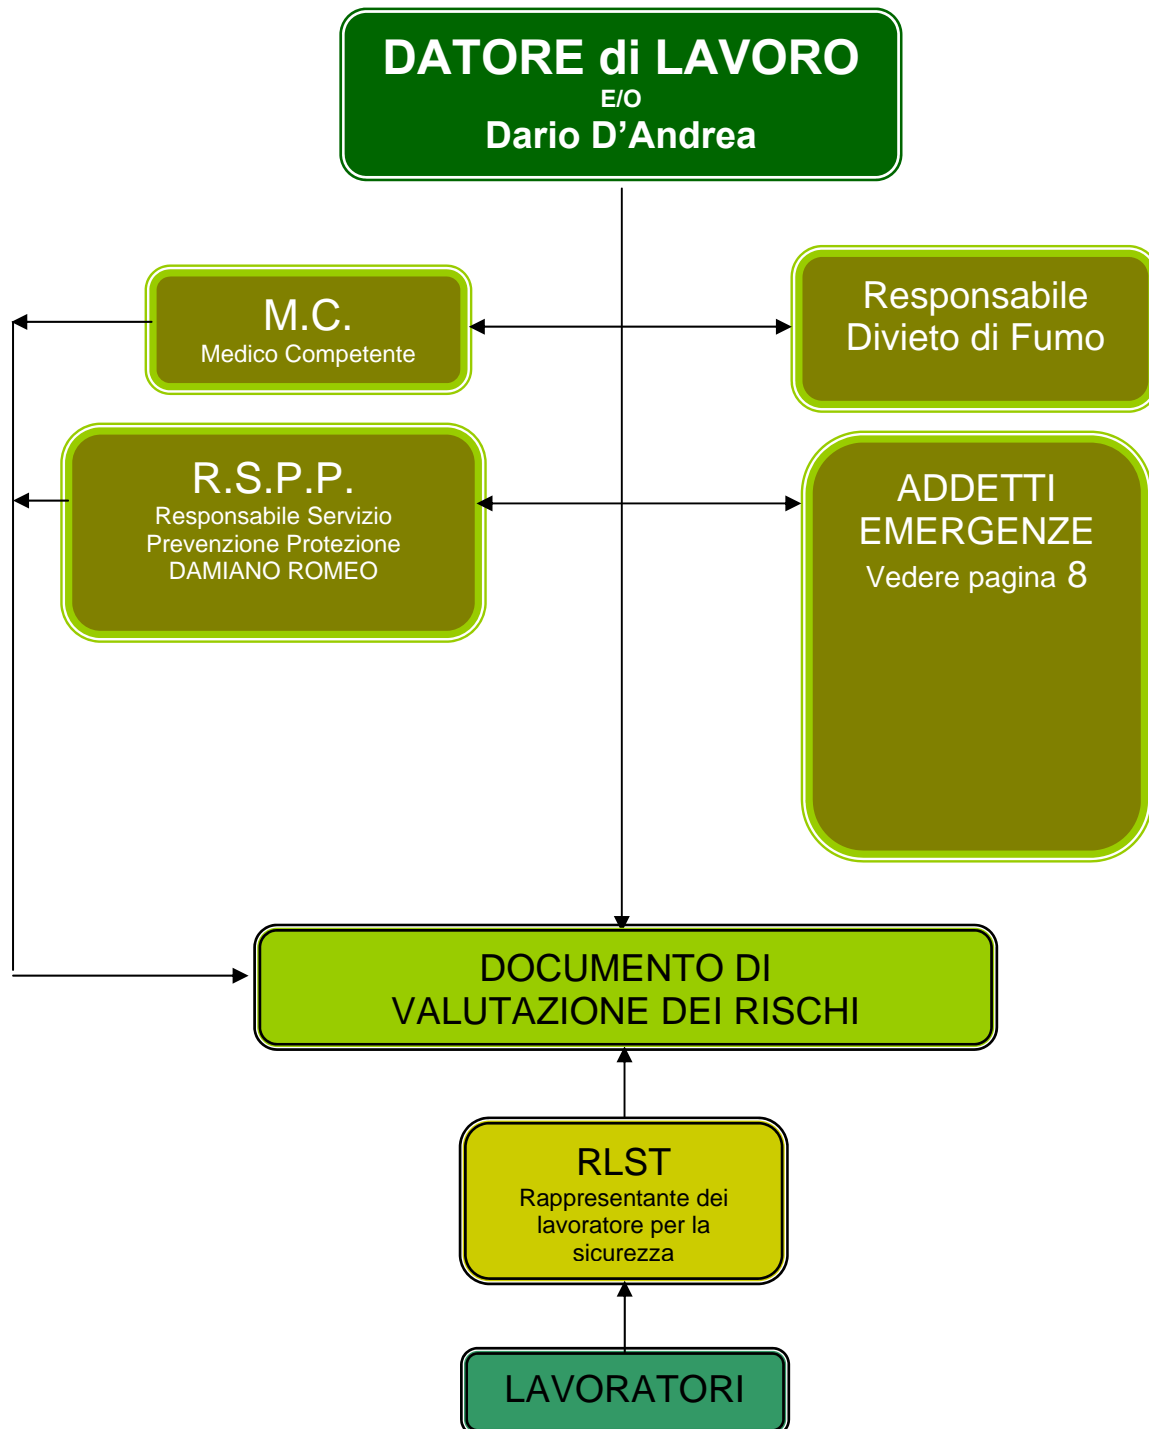 DATORE di LAVORO
E/O
Dario D’Andrea
M.C.
Medico Competente
Responsabile
Divieto di Fumo
R.S.P.P.
Responsabile Servizio
Prevenzione Protezione
DAMIANO ROMEO
ADDETTI
EMERGENZE
Vedere pagina 8
DOCUMENTO DI
VALUTAZIONE DEI RISCHI
RLST
Rappresentante dei
lavoratore per la
sicurezza
LAVORATORI